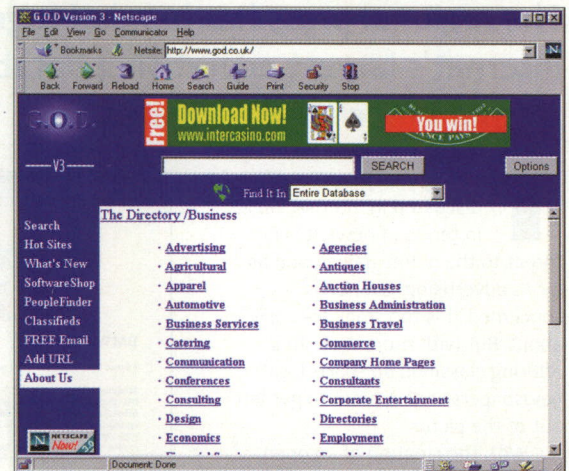 G.O.D Version 3 - Netscape
File Edit View Go Communicator Help
Bookmarks Netsite: http://www.god.co.uk/
Back Forward Reload Home Search Guide Print Security Stop
G.O.D.
Free!
Download Now!
www.intercasino.com
You win!
V3
SEARCH
Options
Find It In Entire Database
The Directory /Business
Search
Hot Sites
What's New
SoftwareShop
PeopleFinder
Classifieds
FREE Email
Add URL
About Us
· Advertising
· Agricultural
· Apparel
· Automotive
· Business Services
· Catering
· Communication
· Conferences
· Consulting
· Design
· Economics
· Agencies
· Antiques
· Auction Houses
· Business Administration
· Business Travel
· Commerce
· Company Home Pages
· Consultants
· Corporate Entertainment
· Directories
· Employment
NETSCAPE
Now!
Document: Done